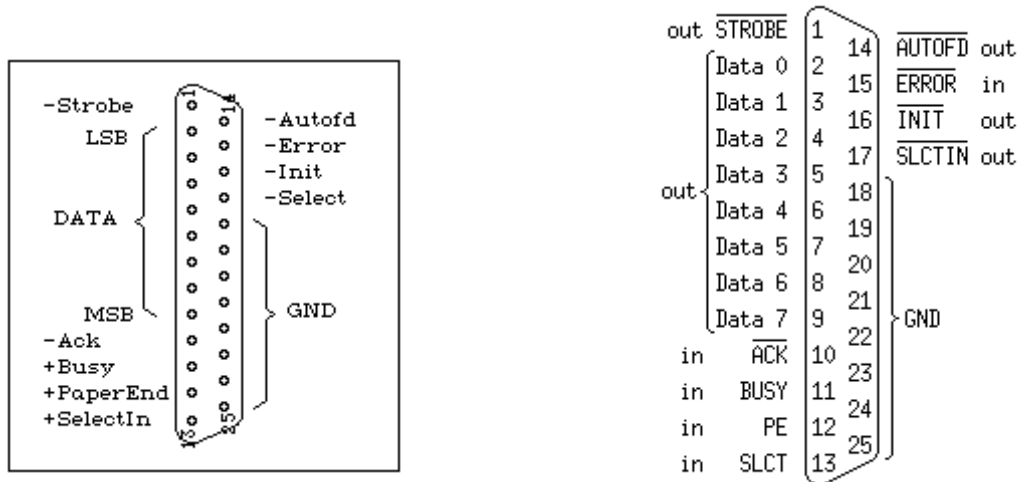 -Strobe
LSB
DATA
MSB
-Ack
+Busy
+PaperEnd
+SelectIn
1
13
14
25
-Autofd
-Error
-Init
-Select
GND
out STROBE 1
Data 0 2
Data 1 3
Data 2 4
Data 3 5
out
Data 4 6
Data 5 7
Data 6 8
Data 7 9
in ACK 10
in BUSY 11
in PE 12
in SLCT 13
14 AUTOFD out
15 ERROR in
16 INIT out
17 SLCTIN out
18
19
20
21
GND
22
23
24
25